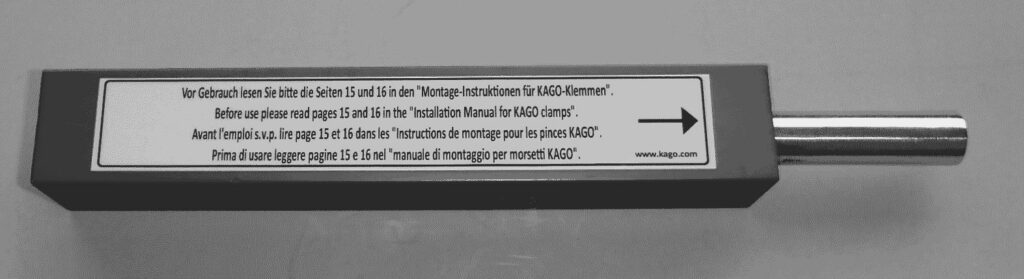 Vor Gebrauch lesen Sie bitte die Seiten 15 und 16 in den "Montage-Instruktionen für KAGO-Klemmen".
Before use please read pages 15 and 16 in the "Installation Manual for KAGO clamps".
Avant l'emploi s.v.p. lire page 15 et 16 dans les "Instructions de montage pour les pinces KAGO".
Prima di usare leggere pagine 15 e 16 nel "manuale di montaggio per morsetti KAGO".
www.kago.com